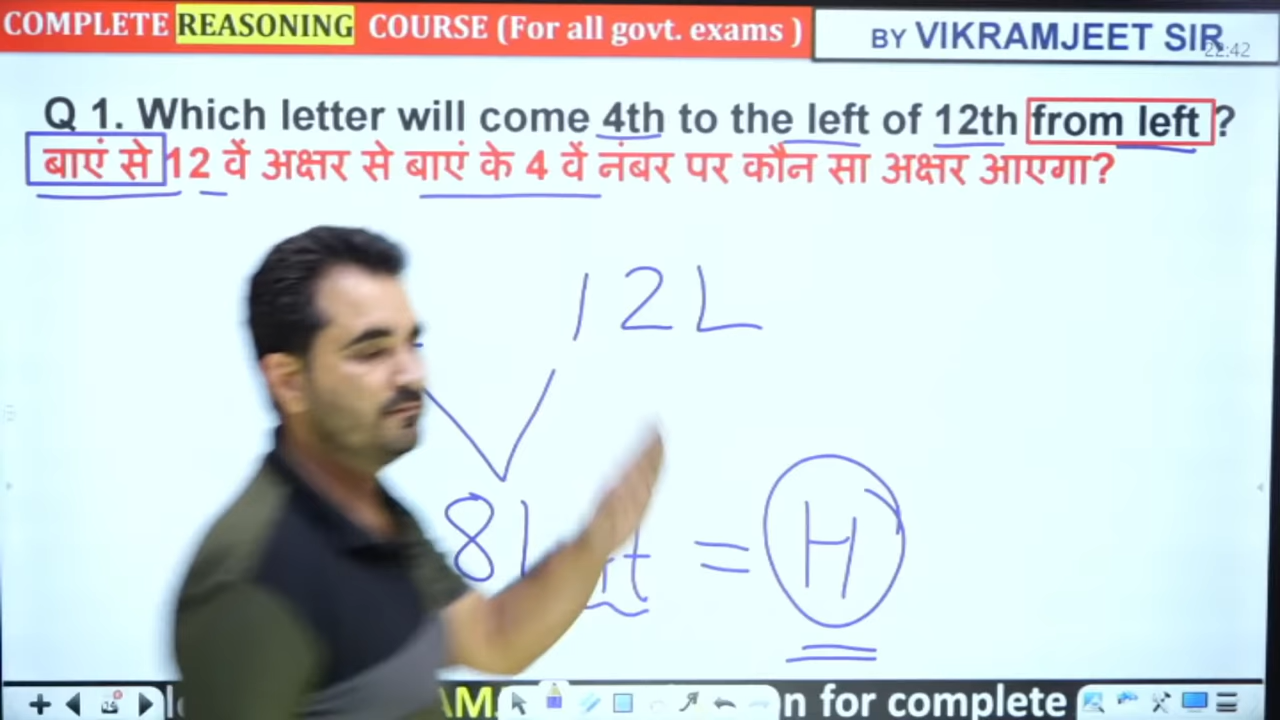 COMPLETE REASONING COURSE (For all govt. exams )
BY VIKRAMJEET SIR
22:42
Q 1. Which letter will come 4th to the left of 12th from left ?
बाएं से 12 वें अक्षर से बाएं के 4 वें नंबर पर कौन सा अक्षर आएगा?
12L
8 = H
n for complete